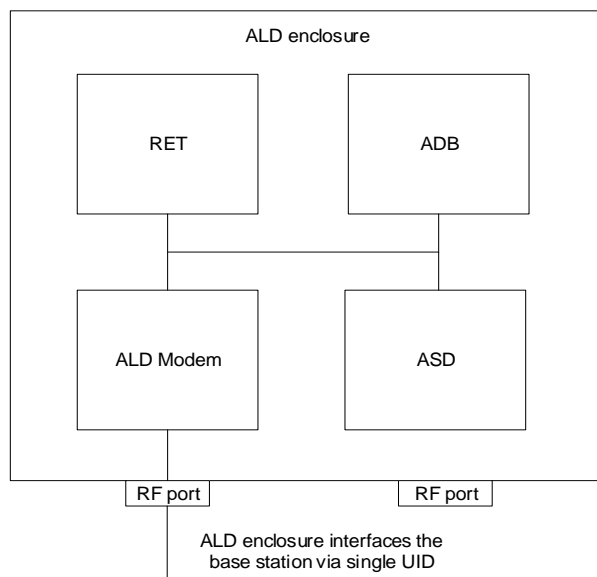 ALD enclosure
RET
ADB
ALD Modem
ASD
RF port
RF port
ALD enclosure interfaces the
base station via single UID